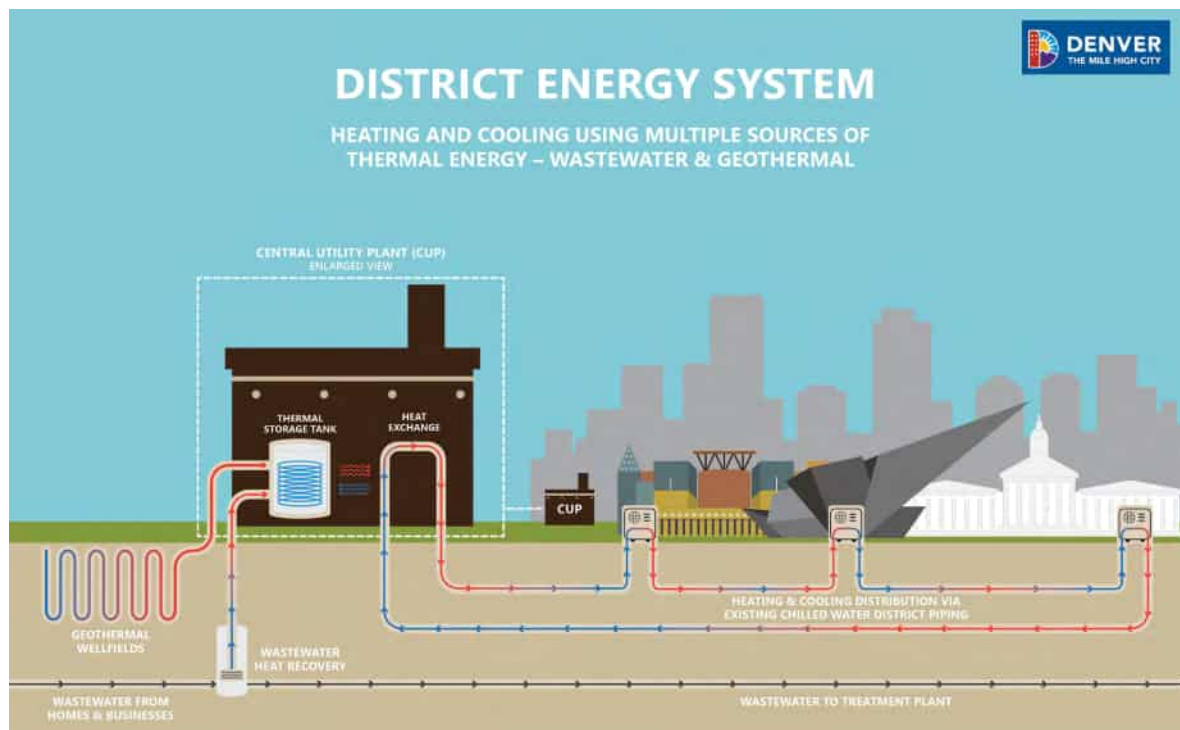 DENVER
THE MILE HIGH CITY
DISTRICT ENERGY SYSTEM
HEATING AND COOLING USING MULTIPLE SOURCES OF
THERMAL ENERGY – WASTEWATER & GEOTHERMAL
CENTRAL UTILITY PLANT (CUP)
ENLARGED VIEW
THERMAL
STORAGE TANK
HEAT
EXCHANGE
CUP
HEATING & COOLING DISTRIBUTION VIA
EXISTING CHILLED WATER DISTRICT PIPING
GEOTHERMAL
WELLFIELDS
WASTEWATER
HEAT RECOVERY
WASTEWATER FROM
HOMES & BUSINESSES
WASTEWATER TO TREATMENT PLANT